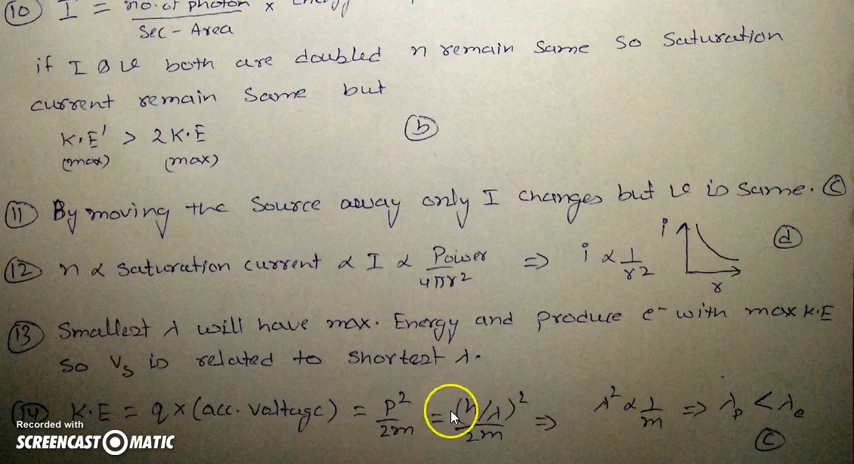 (10) I = no. of photon / Sec - Area × Energy
if I & ν both are doubled n remain same so saturation
current remain same but
K.E' > 2 K.E (b)
(max) (max)
(11) By moving the source away only I changes but ν is same. (C)
(12) n ∝ saturation current ∝ I ∝ Power / 4πr² ⇒ i ∝ 1/r² i r (d)
(13) Smallest λ will have max. Energy and produce e⁻ with max K.E
so Vs is related to shortest λ.
(14) K.E = q × (acc. voltage) = P²/2m = (h/λ)²/2m ⇒ λ² ∝ 1/m ⇒ λp < λe (C)
Recorded with
SCREENCAST O MATIC